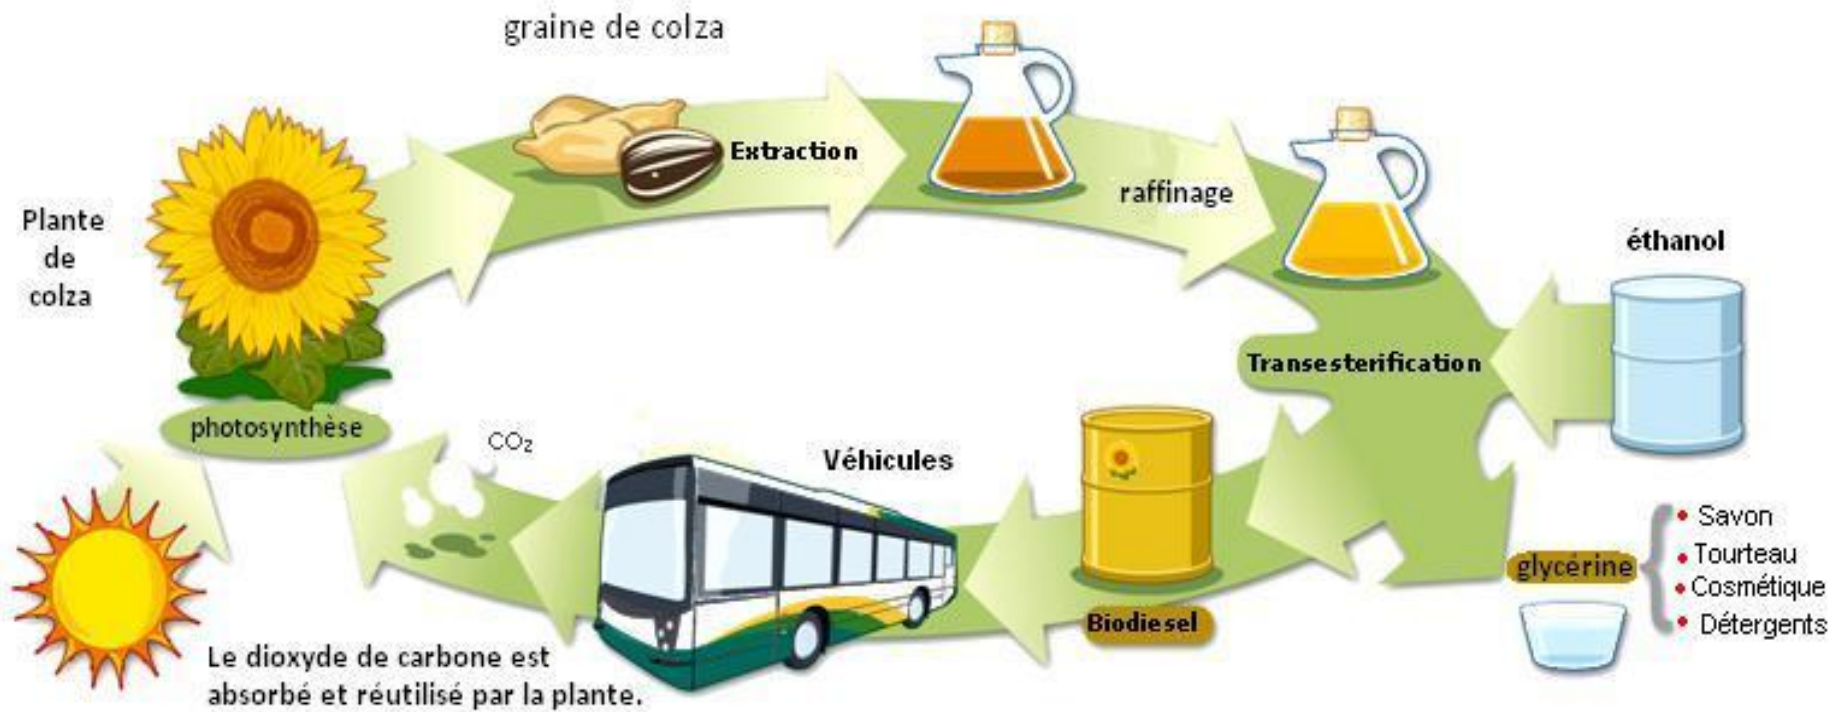 graine de colza
Extraction
raffinage
Plante
de
colza
éthanol
Transesterification
photosynthèse
CO₂
Véhicules
Biodiesel
glycérine
• Savon
• Tourteau
• Cosmétique
• Détergents
Le dioxyde de carbone est
absorbé et réutilisé par la plante.